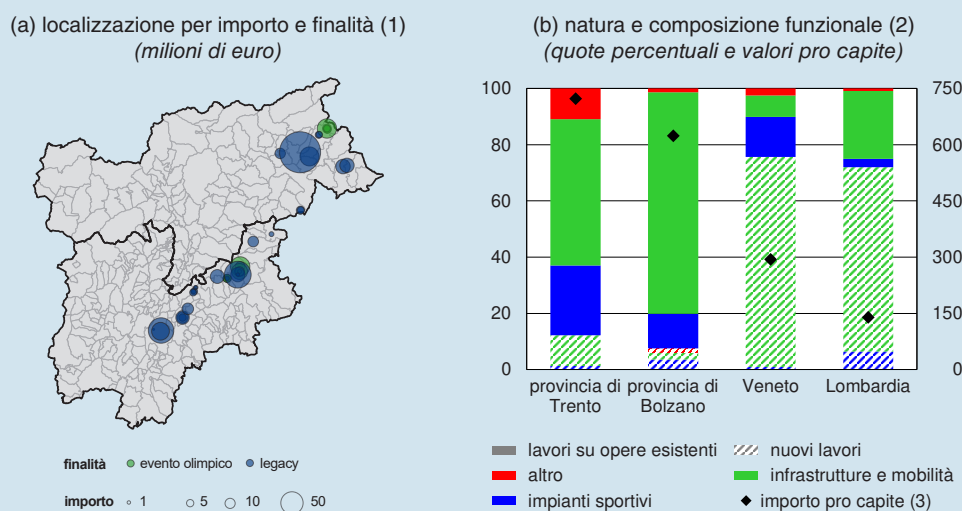 (a) localizzazione per importo e finalità (1)
(milioni di euro)
finalità evento olimpico legacy
importo 1 5 10 50
(b) natura e composizione funzionale (2)
(quote percentuali e valori pro capite)
100 750
80 600
60 450
40 300
20 150
0 0
provincia di Trento
provincia di Bolzano
Veneto
Lombardia
lavori su opere esistenti nuovi lavori
altro infrastrutture e mobilità
impianti sportivi importo pro capite (3)